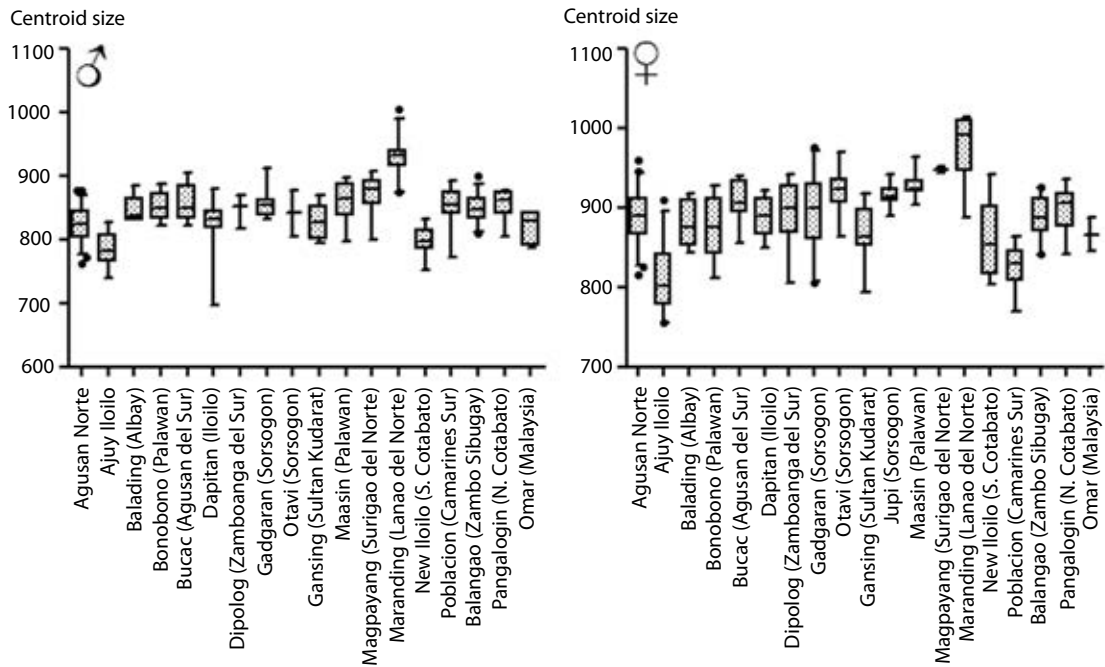 Centroid size
1100
1000
900
800
700
600
Agusan Norte
Ajuy Iloilo
Balading (Albay)
Bonobono (Palawan)
Bucac (Agusan del Sur)
Dapitan (Iloilo)
Dipolog (Zamboanga del Sur)
Gadgaran (Sorsogon)
Otavi (Sorsogon)
Gansing (Sultan Kudarat)
Maasin (Palawan)
Magpayang (Surigao del Norte)
Maranding (Lanao del Norte)
New Iloilo (S. Cotabato)
Poblacion (Camarines Sur)
Balangao (Zambo Sibugay)
Pangalogin (N. Cotabato)
Omar (Malaysia)
Centroid size
1100
1000
900
800
700
Agusan Norte
Ajuy Iloilo
Balading (Albay)
Bonobono (Palawan)
Bucac (Agusan del Sur)
Dapitan (Iloilo)
Dipolog (Zamboanga del Sur)
Gadgaran (Sorsogon)
Otavi (Sorsogon)
Gansing (Sultan Kudarat)
Jupi (Sorsogon)
Maasin (Palawan)
Magpayang (Surigao del Norte)
Maranding (Lanao del Norte)
New Iloilo (S. Cotabato)
Poblacion (Camarines Sur)
Balangao (Zambo Sibugay)
Pangalogin (N. Cotabato)
Omar (Malaysia)